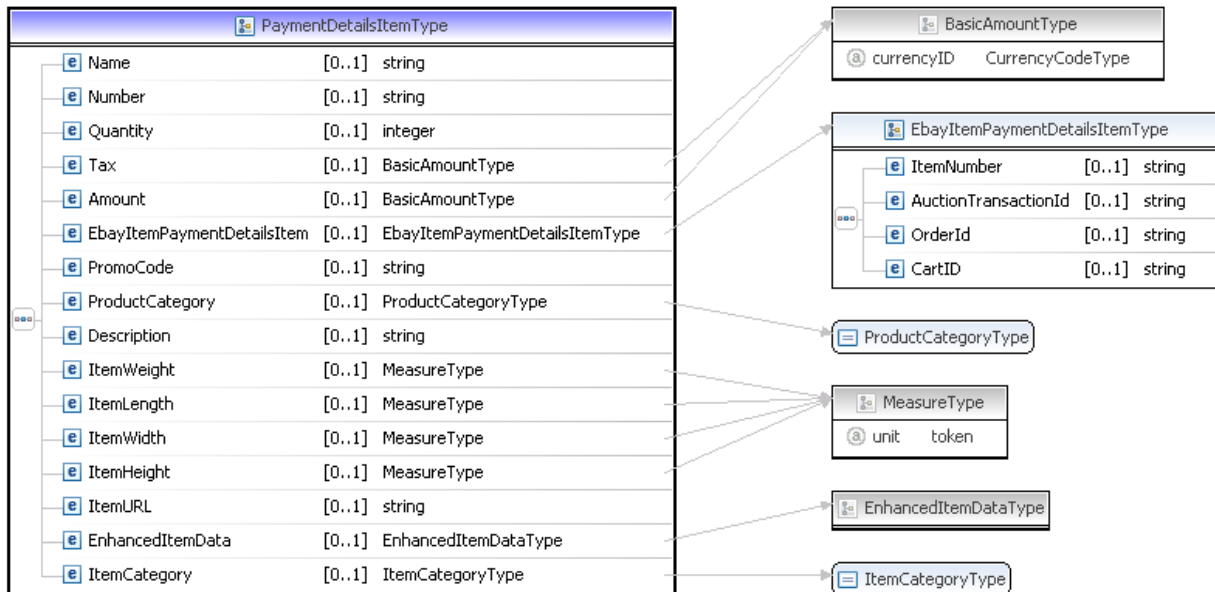 PaymentDetailsItemType
e Name [0..1] string
e Number [0..1] string
e Quantity [0..1] integer
e Tax [0..1] BasicAmountType
e Amount [0..1] BasicAmountType
e EbayItemPaymentDetailsItem [0..1] EbayItemPaymentDetailsItemType
e PromoCode [0..1] string
e ProductCategory [0..1] ProductCategoryType
e Description [0..1] string
e ItemWeight [0..1] MeasureType
e ItemLength [0..1] MeasureType
e ItemWidth [0..1] MeasureType
e ItemHeight [0..1] MeasureType
e ItemURL [0..1] string
e EnhancedItemData [0..1] EnhancedItemDataType
e ItemCategory [0..1] ItemCategoryType
BasicAmountType
a currencyID CurrencyCodeType
EbayItemPaymentDetailsItemType
e ItemNumber [0..1] string
e AuctionTransactionId [0..1] string
e OrderId [0..1] string
e CartID [0..1] string
ProductCategoryType
MeasureType
a unit token
EnhancedItemDataType
ItemCategoryType